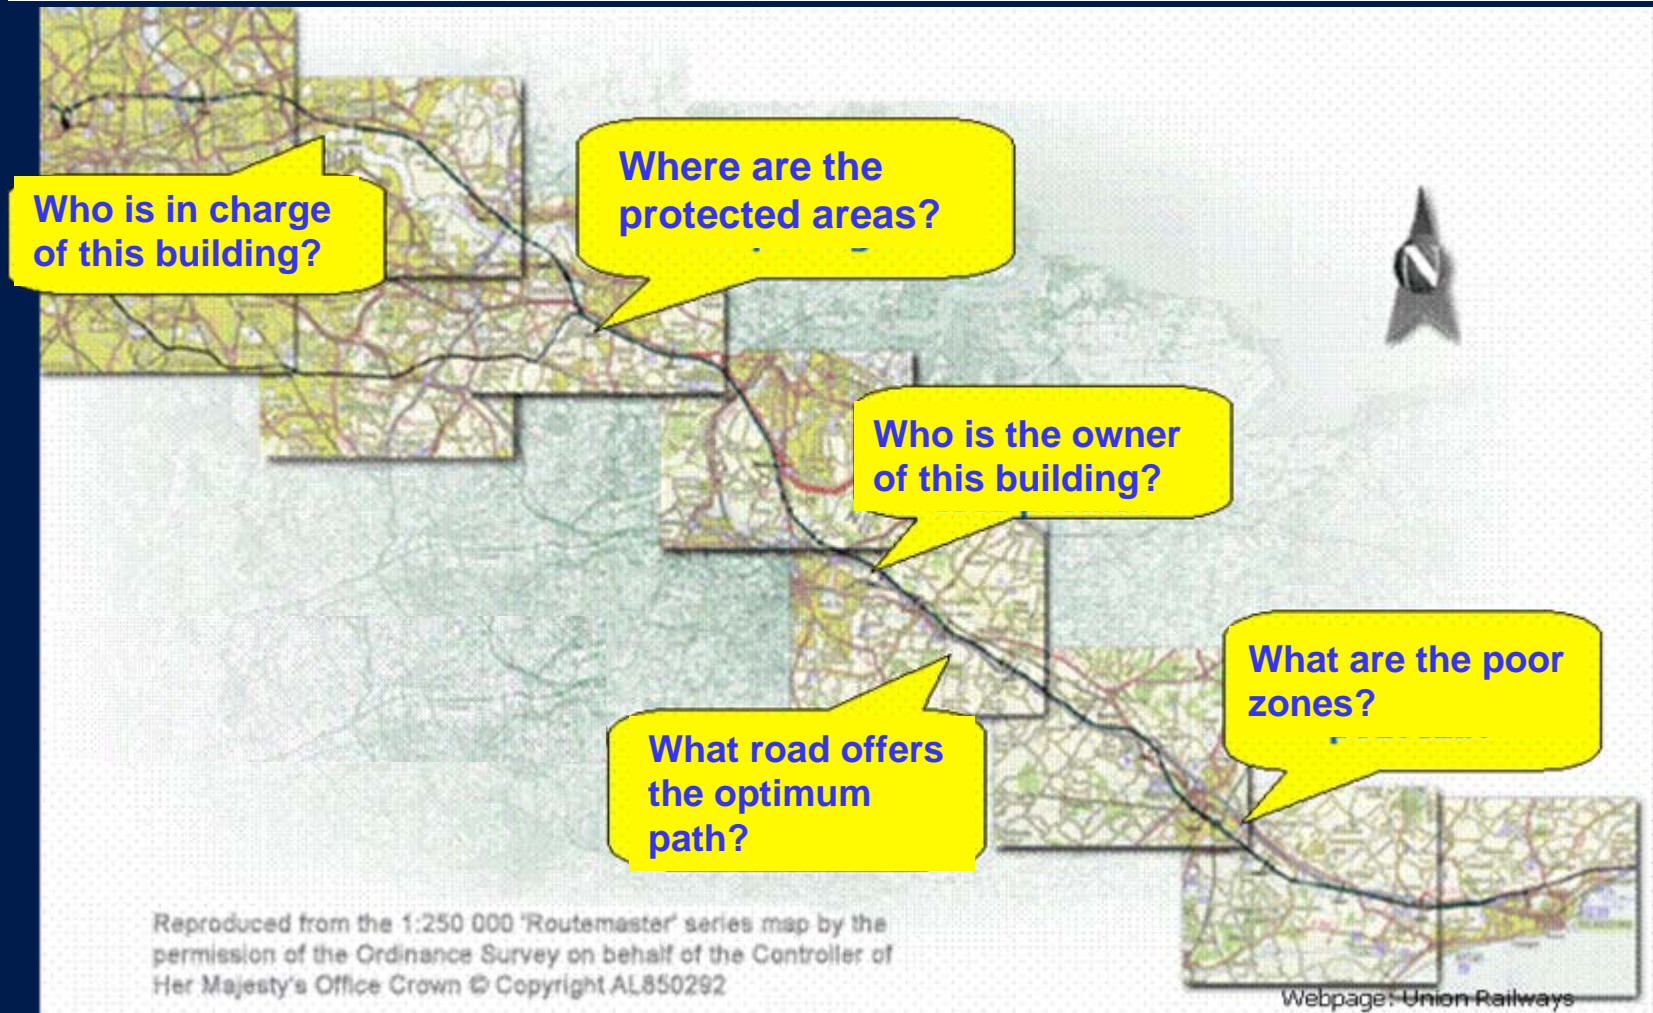 Who is in charge
of this building?
Where are the
protected areas?
N
Who is the owner
of this building?
What are the poor
zones?
What road offers
the optimum
path?
Reproduced from the 1:250 000 'Routemaster' series map by the
permission of the Ordinance Survey on behalf of the Controller of
Her Majesty's Office Crown © Copyright AL850292
Webpage: Union Railways